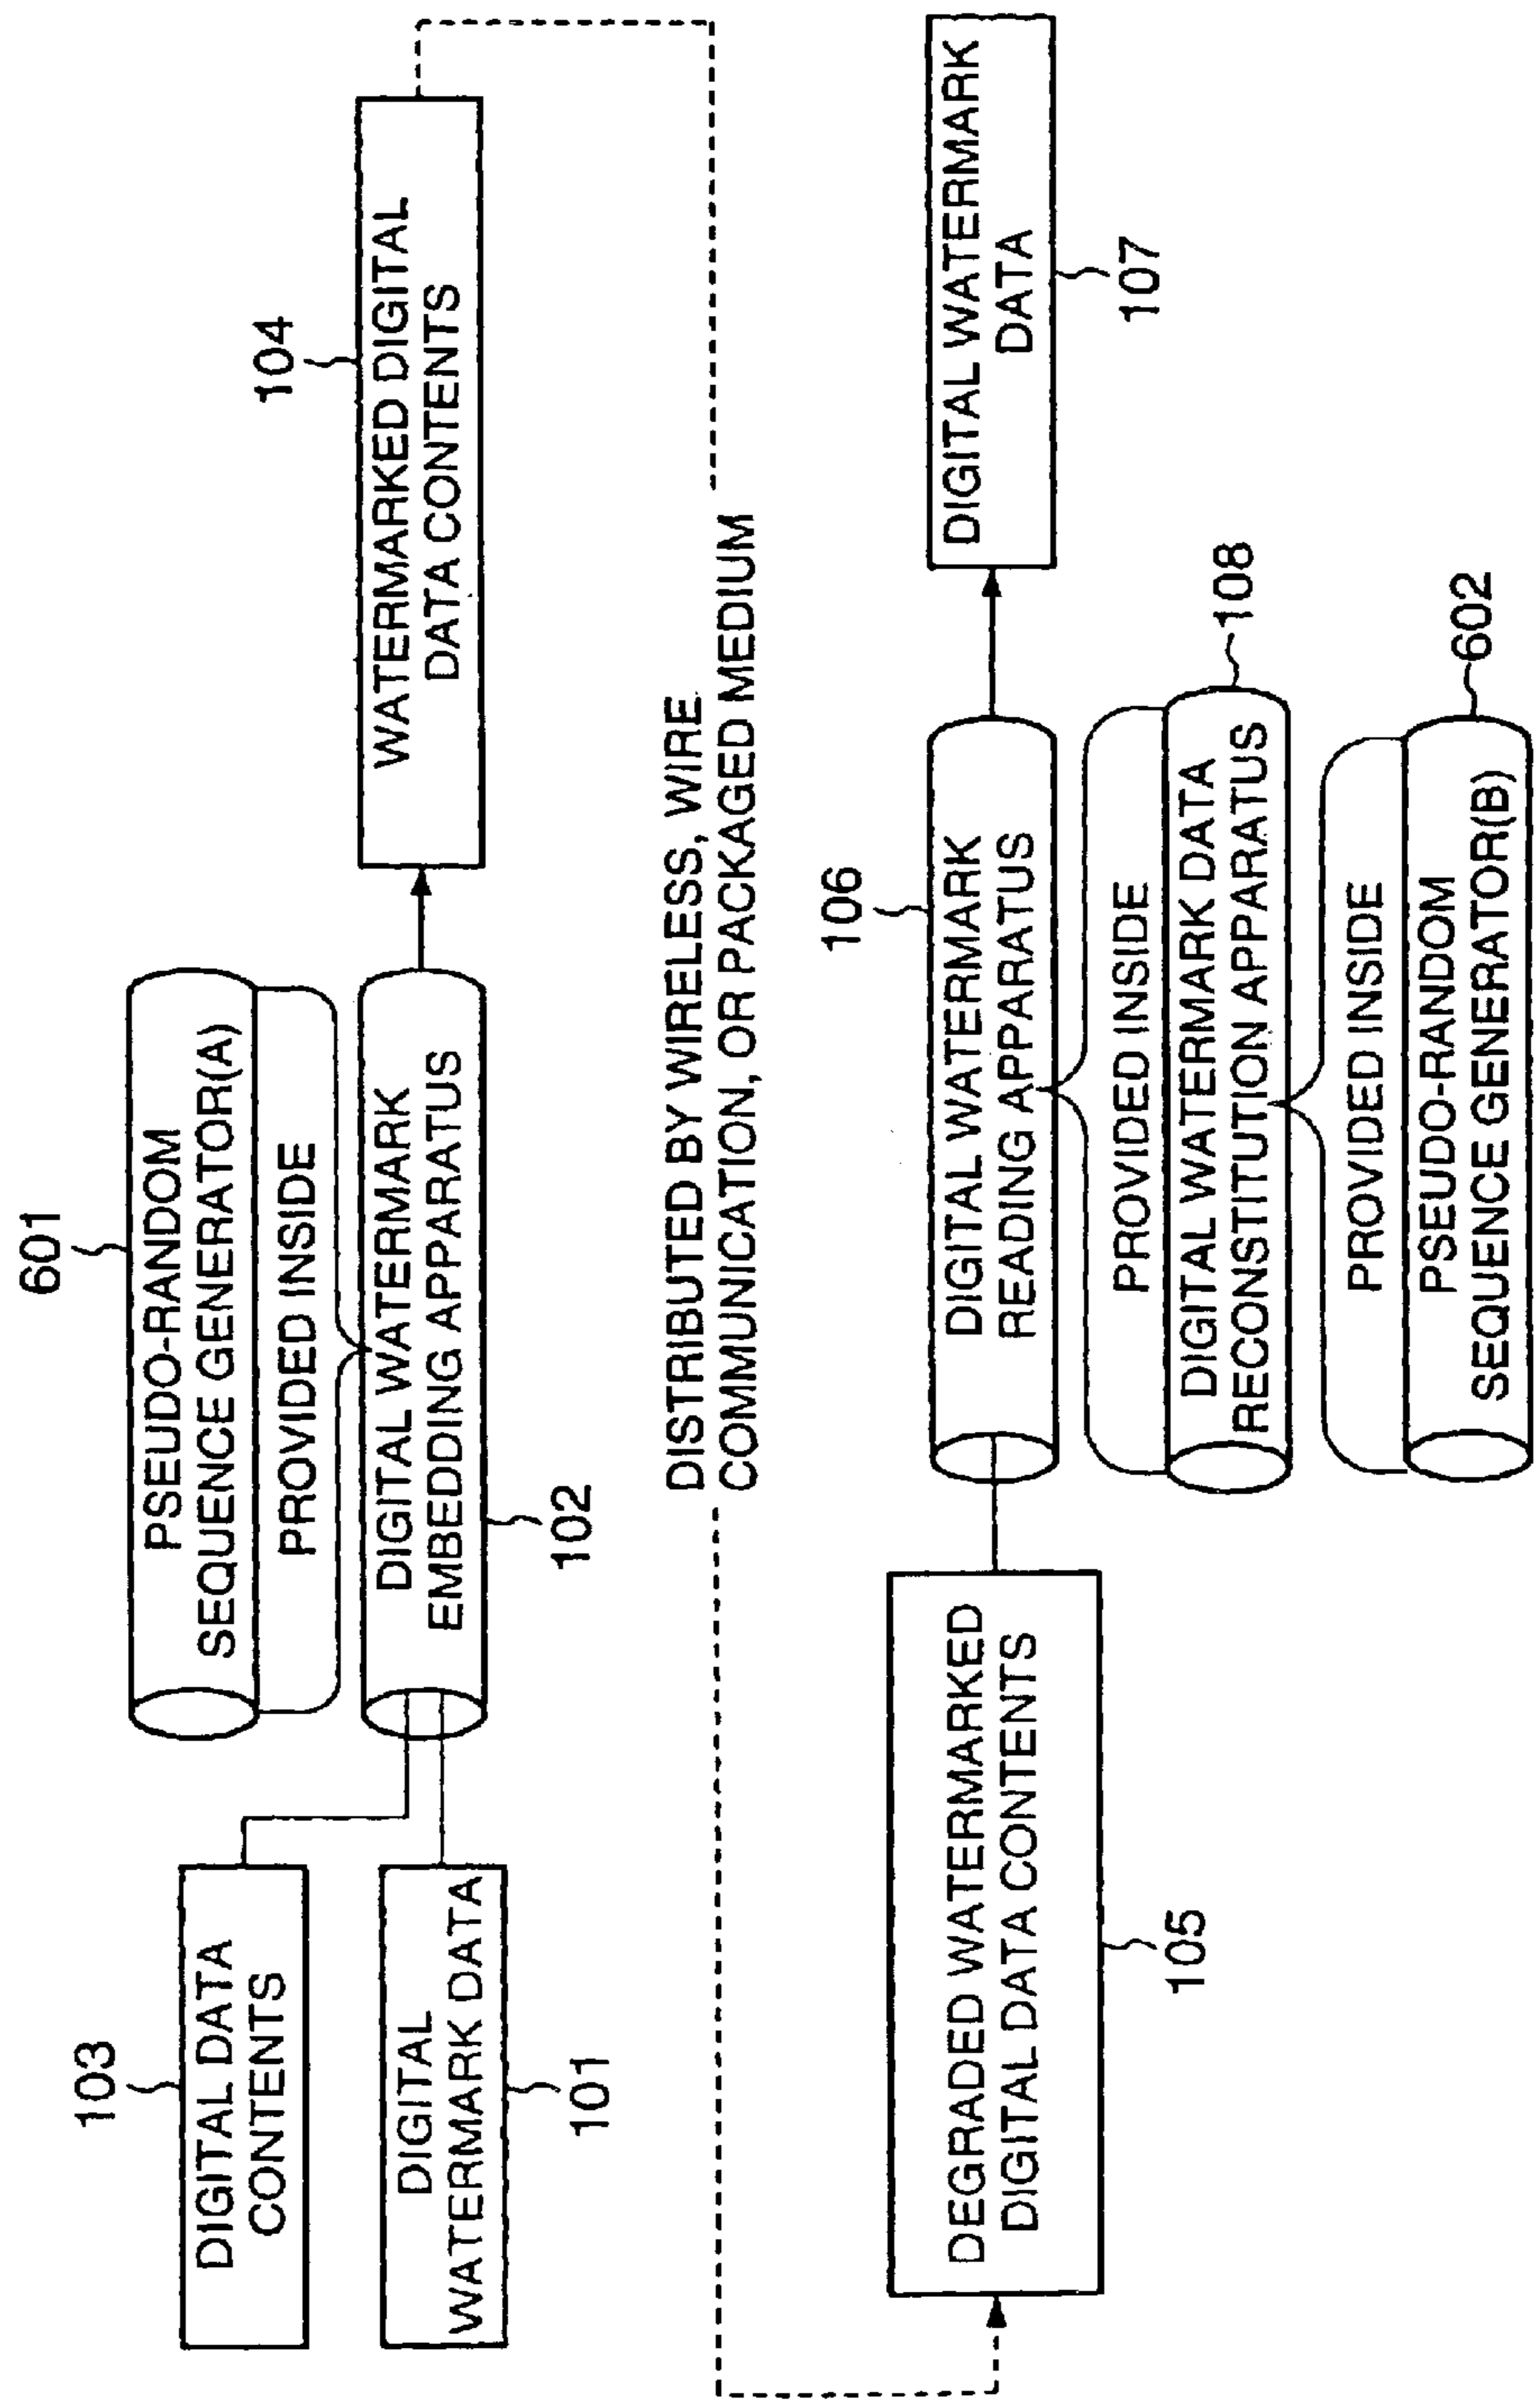 601
PSEUDO-RANDOM
SEQUENCE GENERATOR(A)
PROVIDED INSIDE
103
DIGITAL DATA
CONTENTS
DIGITAL
WATERMARK DATA
101
DIGITAL WATERMARK
EMBEDDING APPARATUS
102
104
WATERMARKED DIGITAL
DATA CONTENTS
DISTRIBUTED BY WIRELESS, WIRE
COMMUNICATION, OR PACKAGED MEDIUM
DEGRADED WATERMARKED
DIGITAL DATA CONTENTS
105
106
DIGITAL WATERMARK
READING APPARATUS
PROVIDED INSIDE
DIGITAL WATERMARK DATA
RECONSTITUTION APPARATUS
108
PROVIDED INSIDE
PSEUDO-RANDOM
SEQUENCE GENERATOR(B)
602
DIGITAL WATERMARK
DATA
107